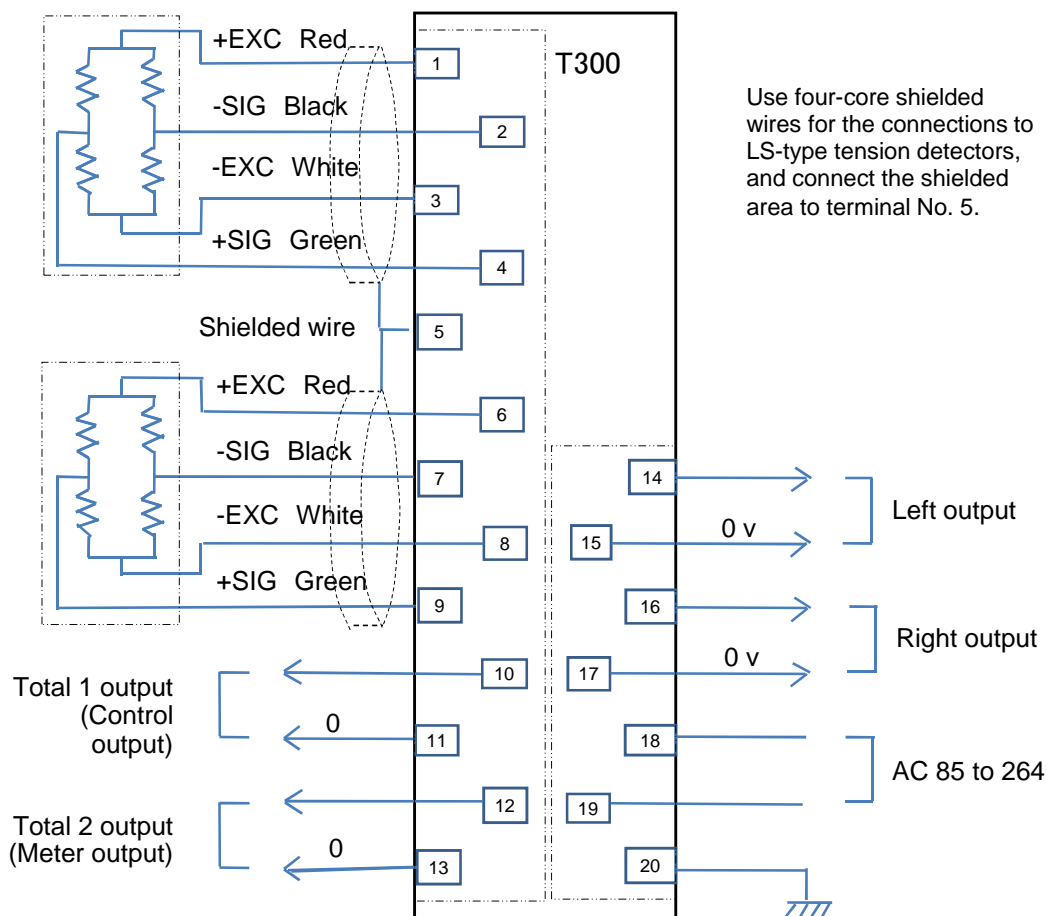 T300
Use four-core shielded
wires for the connections to
LS-type tension detectors,
and connect the shielded
area to terminal No. 5.
+EXC Red
1
-SIG Black
2
-EXC White
3
+SIG Green
4
Shielded wire
5
+EXC Red
6
-SIG Black
7
-EXC White
8
+SIG Green
9
Total 1 output
(Control
output)
10
0
11
Total 2 output
(Meter output)
12
0
13
14
Left output
15
0 v
16
Right output
17
0 v
18
AC 85 to 264
19
20